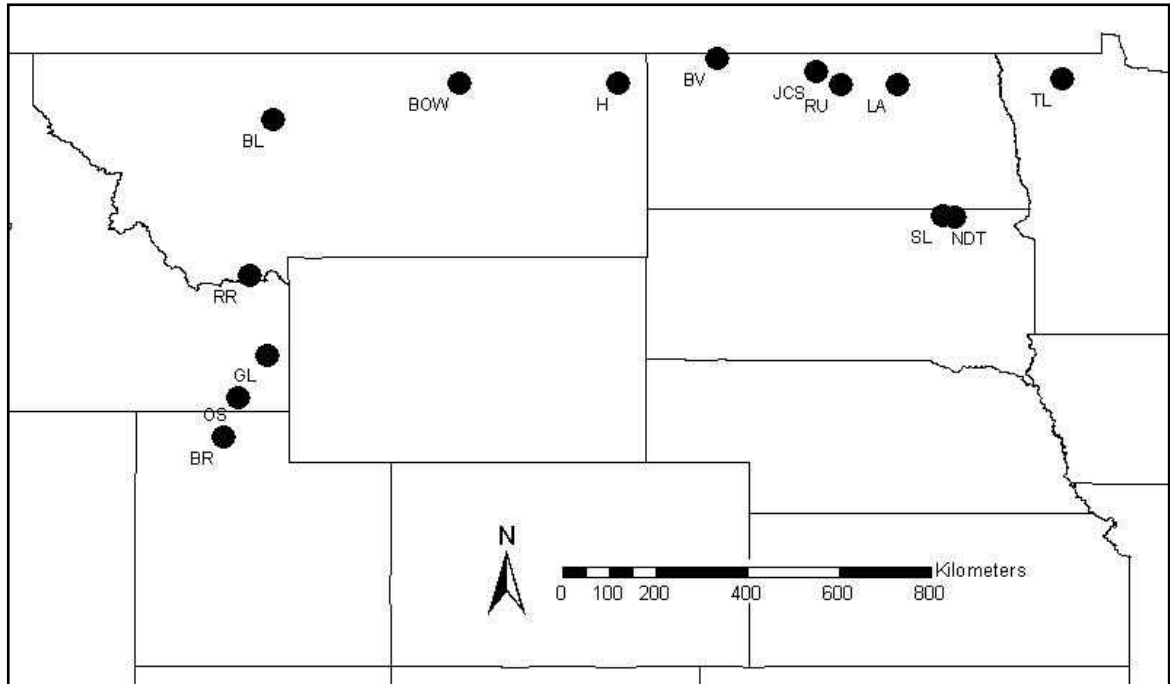 BV
JCS
RU
LA
TL
BOW
H
BL
SL
NDT
RR
GL
OS
BR
N
Kilometers
0 100 200 400 600 800